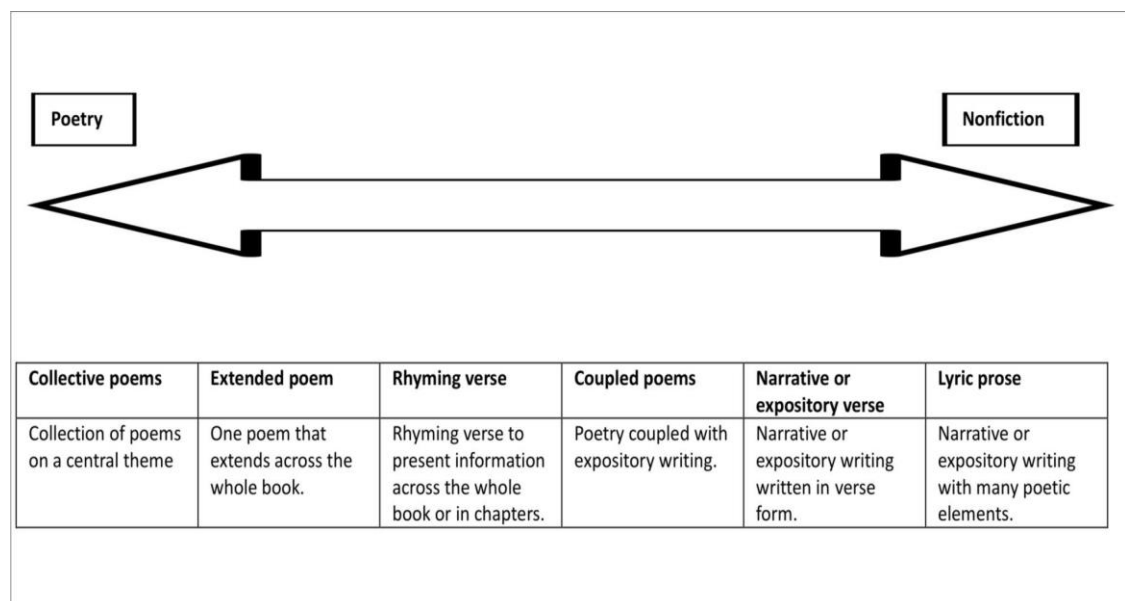 Poetry
Nonfiction
Collective poems
Extended poem
Rhyming verse
Coupled poems
Narrative or
expository verse
Lyric prose
Collection of poems
on a central theme
One poem that
extends across the
whole book.
Rhyming verse to
present information
across the whole
book or in chapters.
Poetry coupled with
expository writing.
Narrative or
expository writing
written in verse
form.
Narrative or
expository writing
with many poetic
elements.